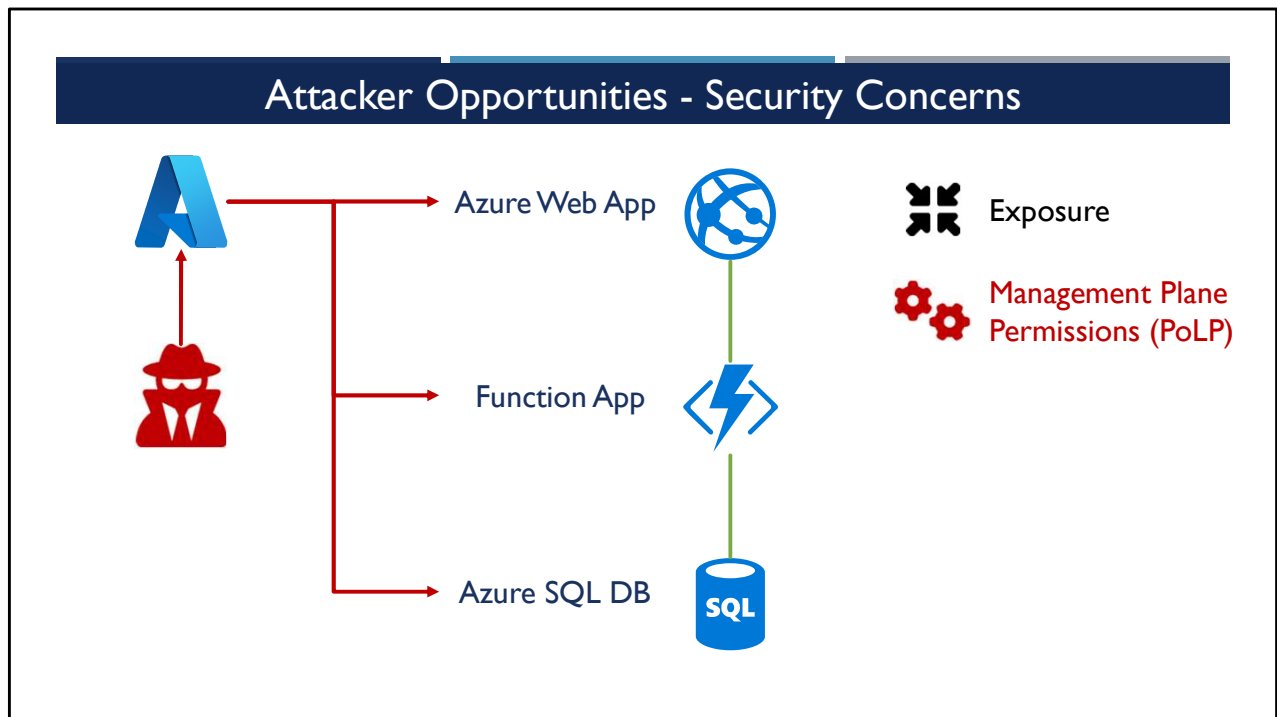 Attacker Opportunities - Security Concerns
Azure Web App
Exposure
Management Plane
Permissions (PoLP)
Function App
Azure SQL DB
SQL